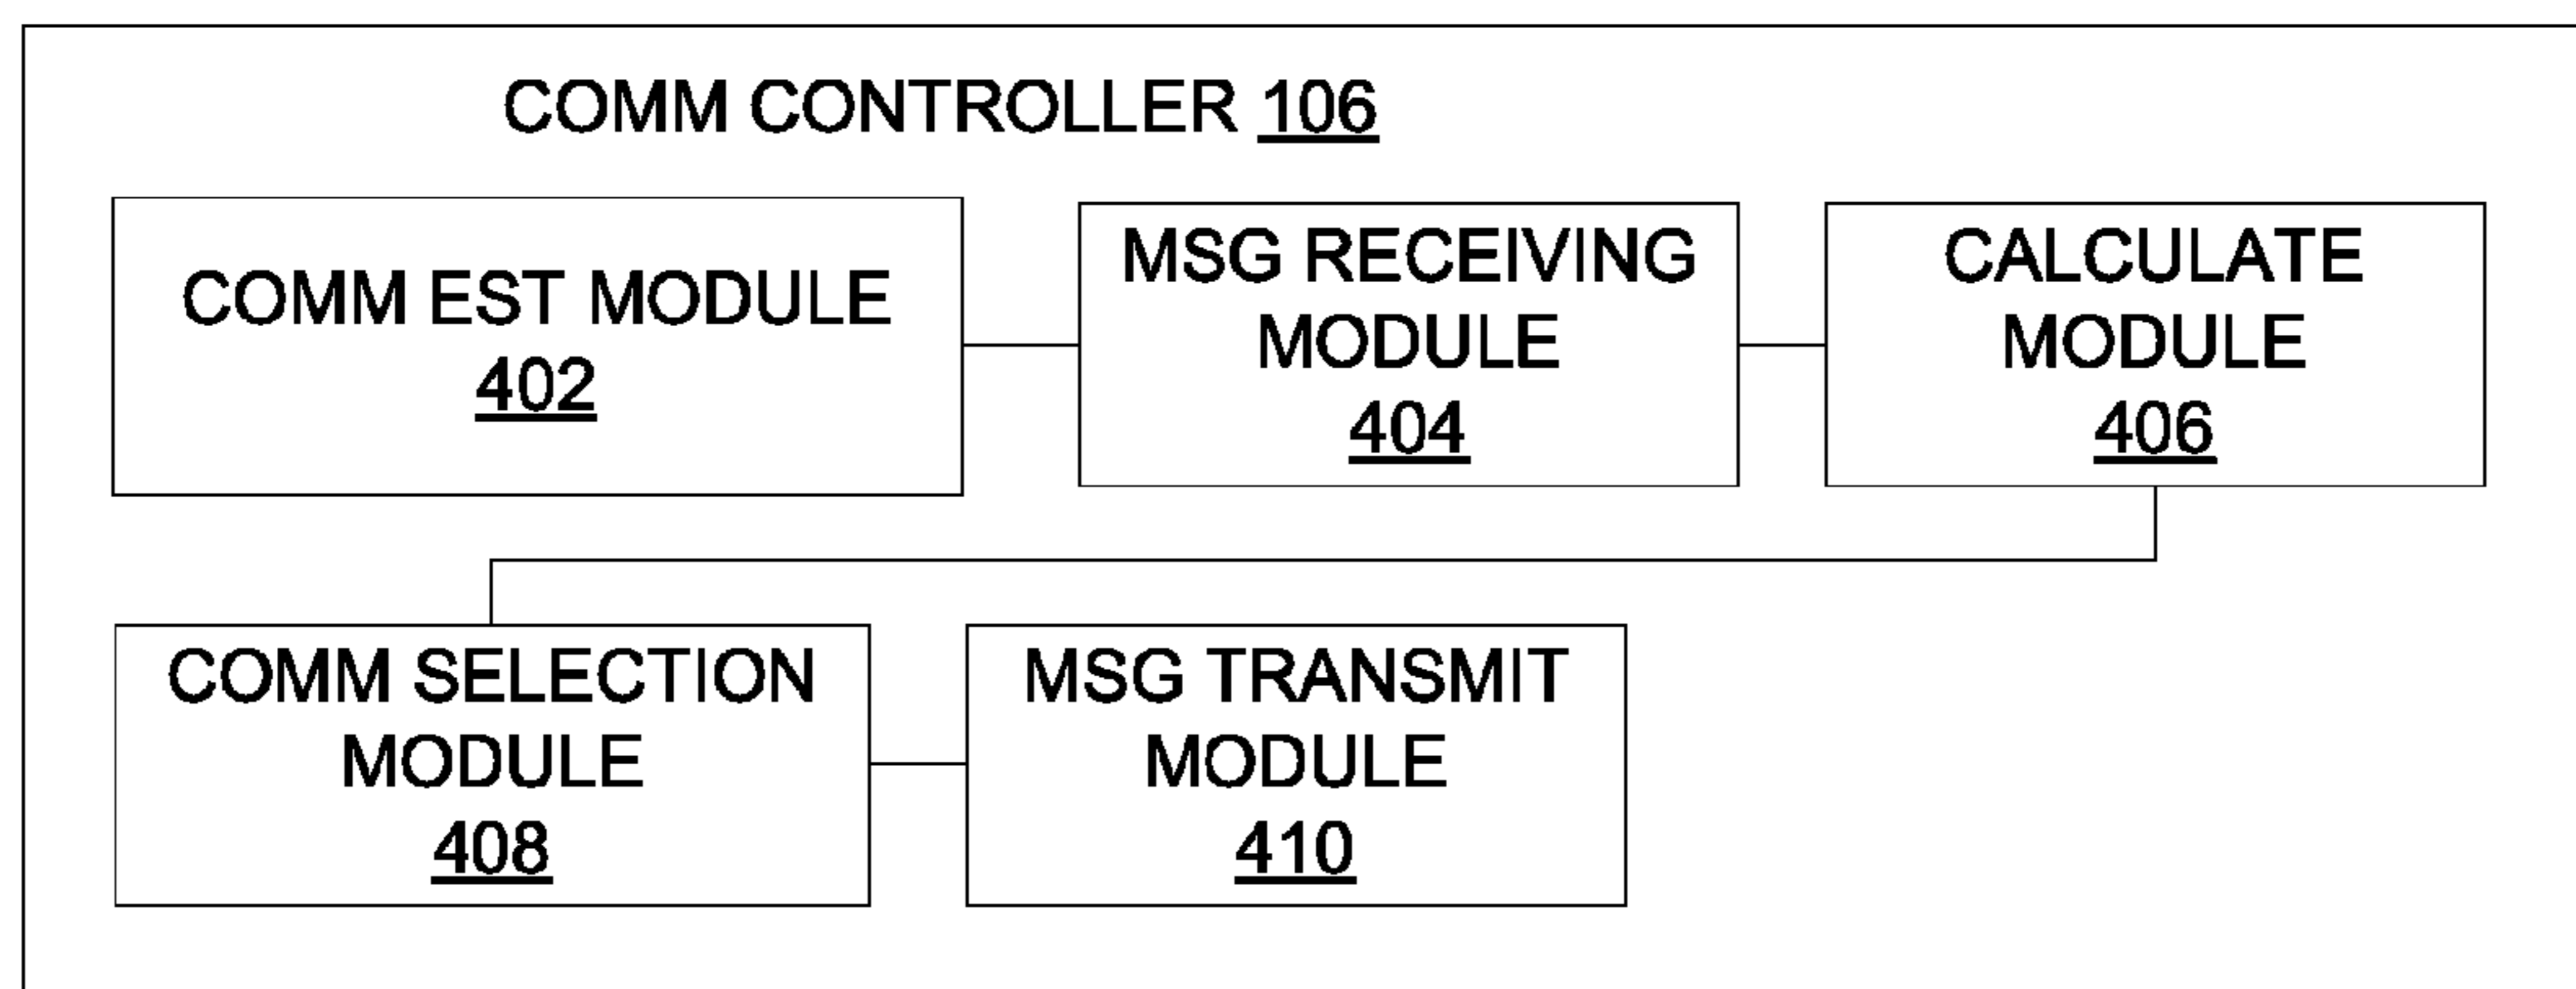 COMM CONTROLLER 106
COMM EST MODULE
402
MSG RECEIVING
MODULE
404
CALCULATE
MODULE
406
COMM SELECTION
MODULE
408
MSG TRANSMIT
MODULE
410